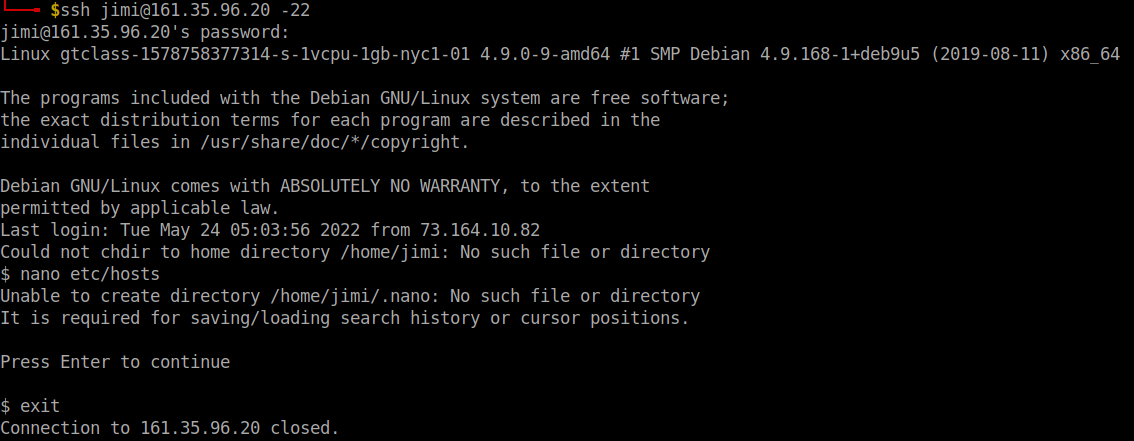 $ssh jimi@161.35.96.20 -22
jimi@161.35.96.20's password:
Linux gtclass-1578758377314-s-1vcpu-1gb-nyc1-01 4.9.0-9-amd64 #1 SMP Debian 4.9.168-1+deb9u5 (2019-08-11) x86_64
The programs included with the Debian GNU/Linux system are free software;
the exact distribution terms for each program are described in the
individual files in /usr/share/doc/*/copyright.
Debian GNU/Linux comes with ABSOLUTELY NO WARRANTY, to the extent
permitted by applicable law.
Last login: Tue May 24 05:03:56 2022 from 73.164.10.82
Could not chdir to home directory /home/jimi: No such file or directory
$ nano etc/hosts
Unable to create directory /home/jimi/.nano: No such file or directory
It is required for saving/loading search history or cursor positions.
Press Enter to continue
$ exit
Connection to 161.35.96.20 closed.